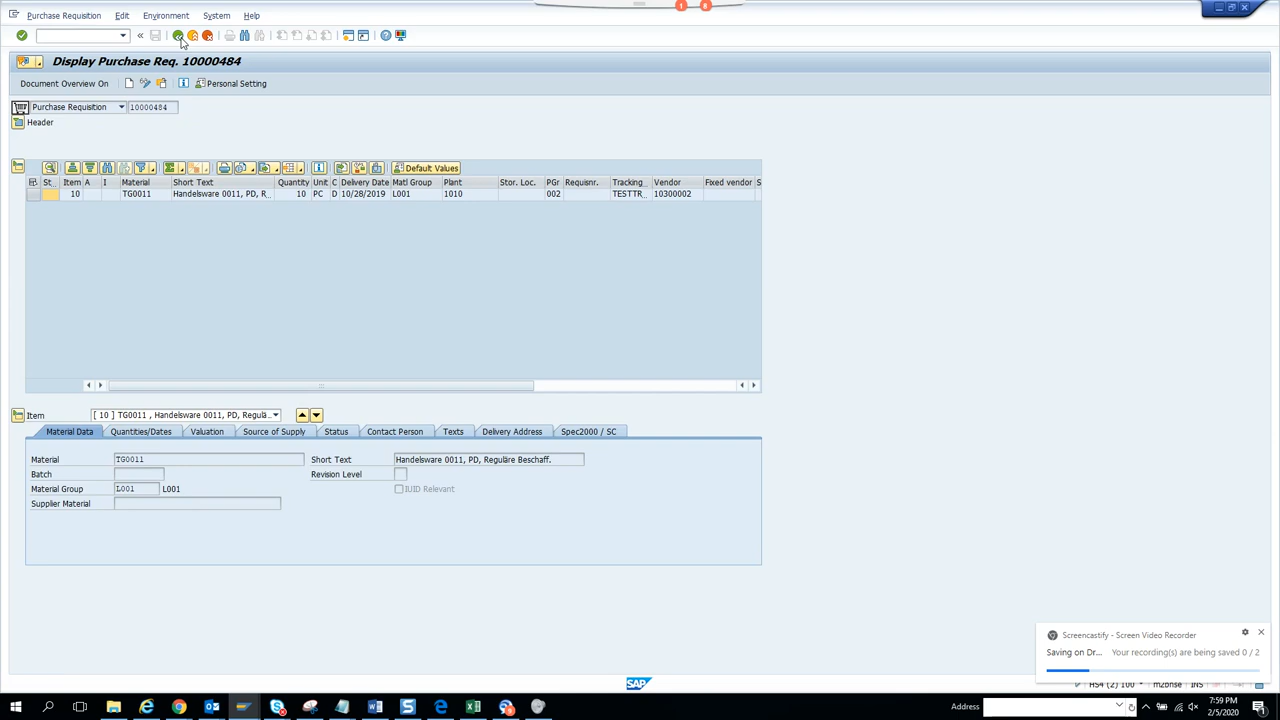 1 8
Purchase Requisition Edit Environment System Help
Display Purchase Req. 10000484
Document Overview On Personal Setting
Purchase Requisition 10000484
Header
Default Values
St... Item A I Material Short Text Quantity Unit C Delivery Date Matl Group Plant Stor. Loc. PGr Requisnr. Tracking Vendor Fixed vendor S
10 TG0011 Handelsware 0011, PD, R... 10 PC D 10/28/2019 L001 1010 002 TESTTR... 10300002
Item [ 10 ] TG0011 , Handelsware 0011, PD, Regulä...
Material Data Quantities/Dates Valuation Source of Supply Status Contact Person Texts Delivery Address Spec2000 / SC
Material TG0011 Short Text Handelsware 0011, PD, Reguläre Beschaff.
Batch Revision Level
Material Group L001 L001 IUID Relevant
Supplier Material
Screencastify - Screen Video Recorder
Saving on Dr... Your recording(s) are being saved 0 / 2
SAP
HS4 (2) 100 INS
Address 7:59 PM
2/5/2020